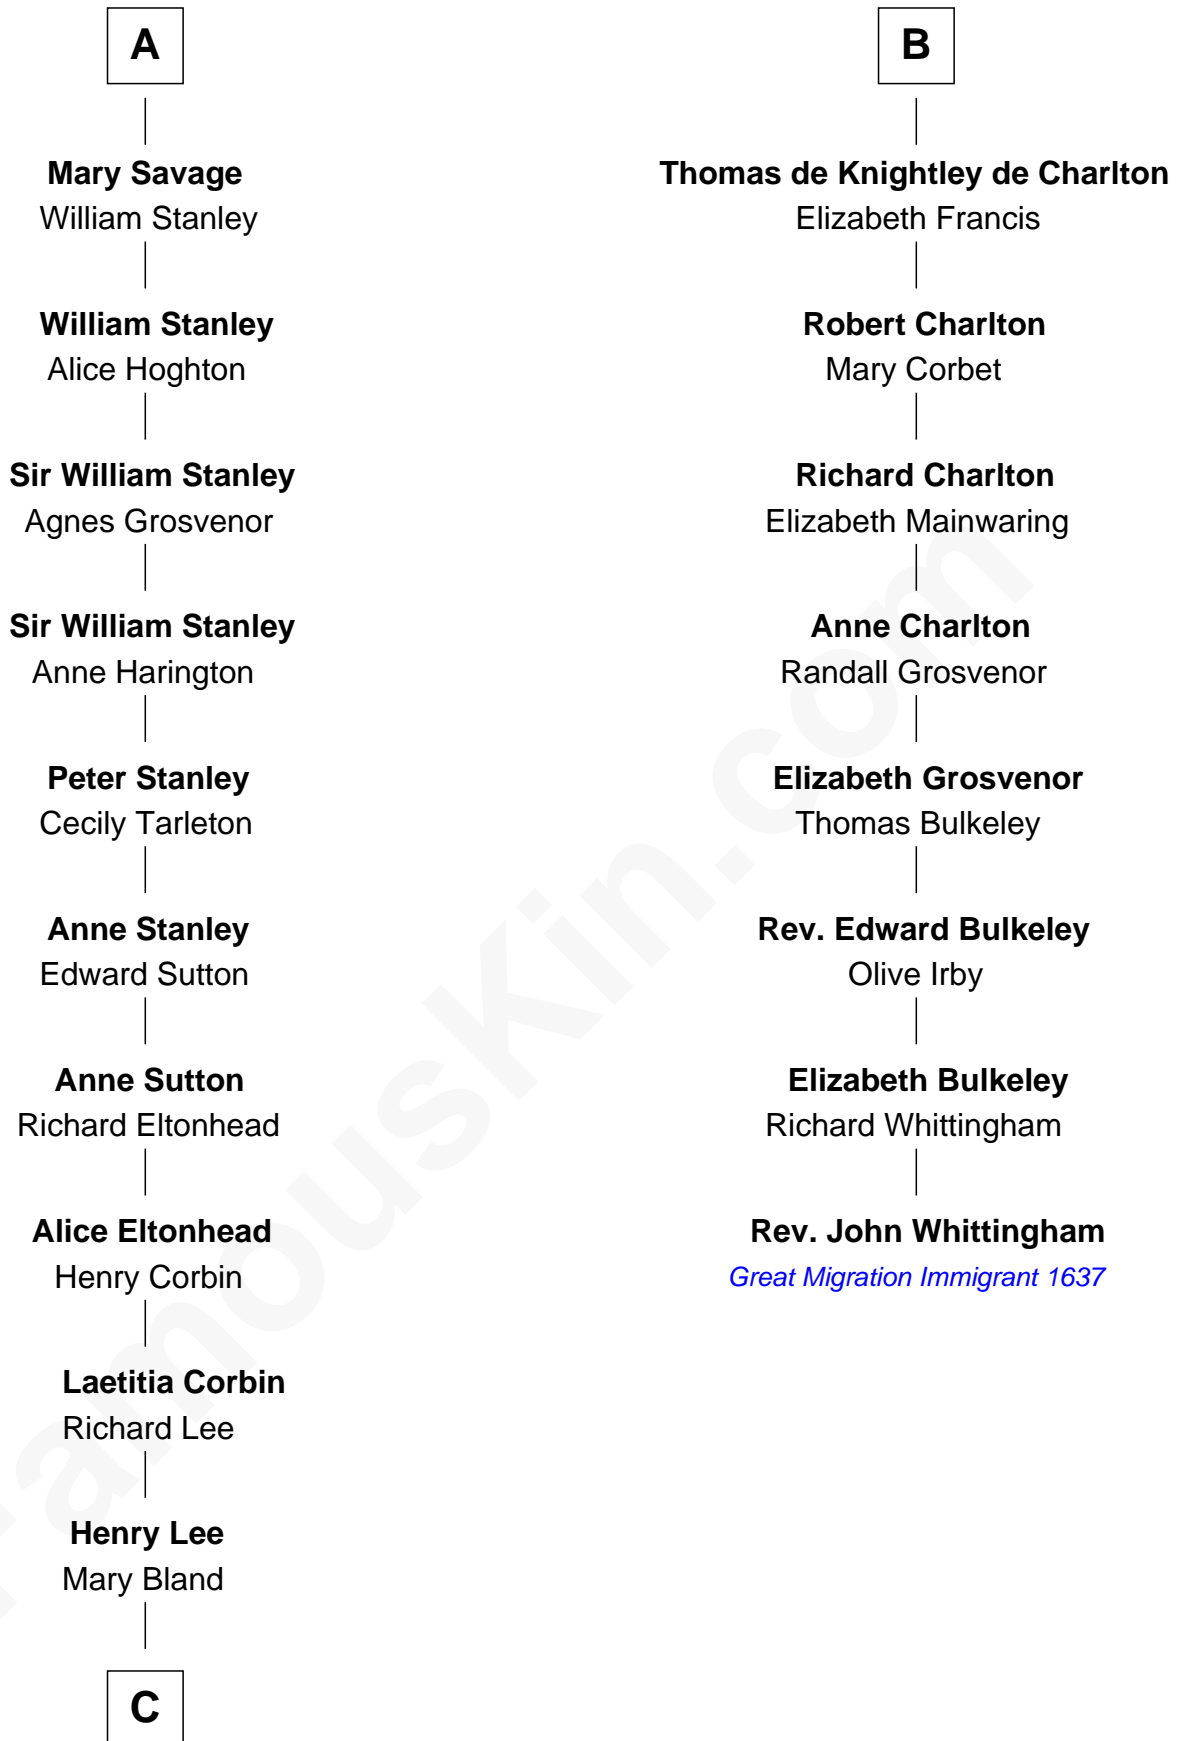 A
Mary Savage
William Stanley
William Stanley
Alice Hoghton
Sir William Stanley
Agnes Grosvenor
Sir William Stanley
Anne Harington
Peter Stanley
Cecily Tarleton
Anne Stanley
Edward Sutton
Anne Sutton
Richard Eltonhead
Alice Eltonhead
Henry Corbin
Laetitia Corbin
Richard Lee
Henry Lee
Mary Bland
C
B
Thomas de Knightley de Charlton
Elizabeth Francis
Robert Charlton
Mary Corbet
Richard Charlton
Elizabeth Mainwaring
Anne Charlton
Randall Grosvenor
Elizabeth Grosvenor
Thomas Bulkeley
Rev. Edward Bulkeley
Olive Irby
Elizabeth Bulkeley
Richard Whittingham
Rev. John Whittingham
Great Migration Immigrant 1637
FamousKin.com